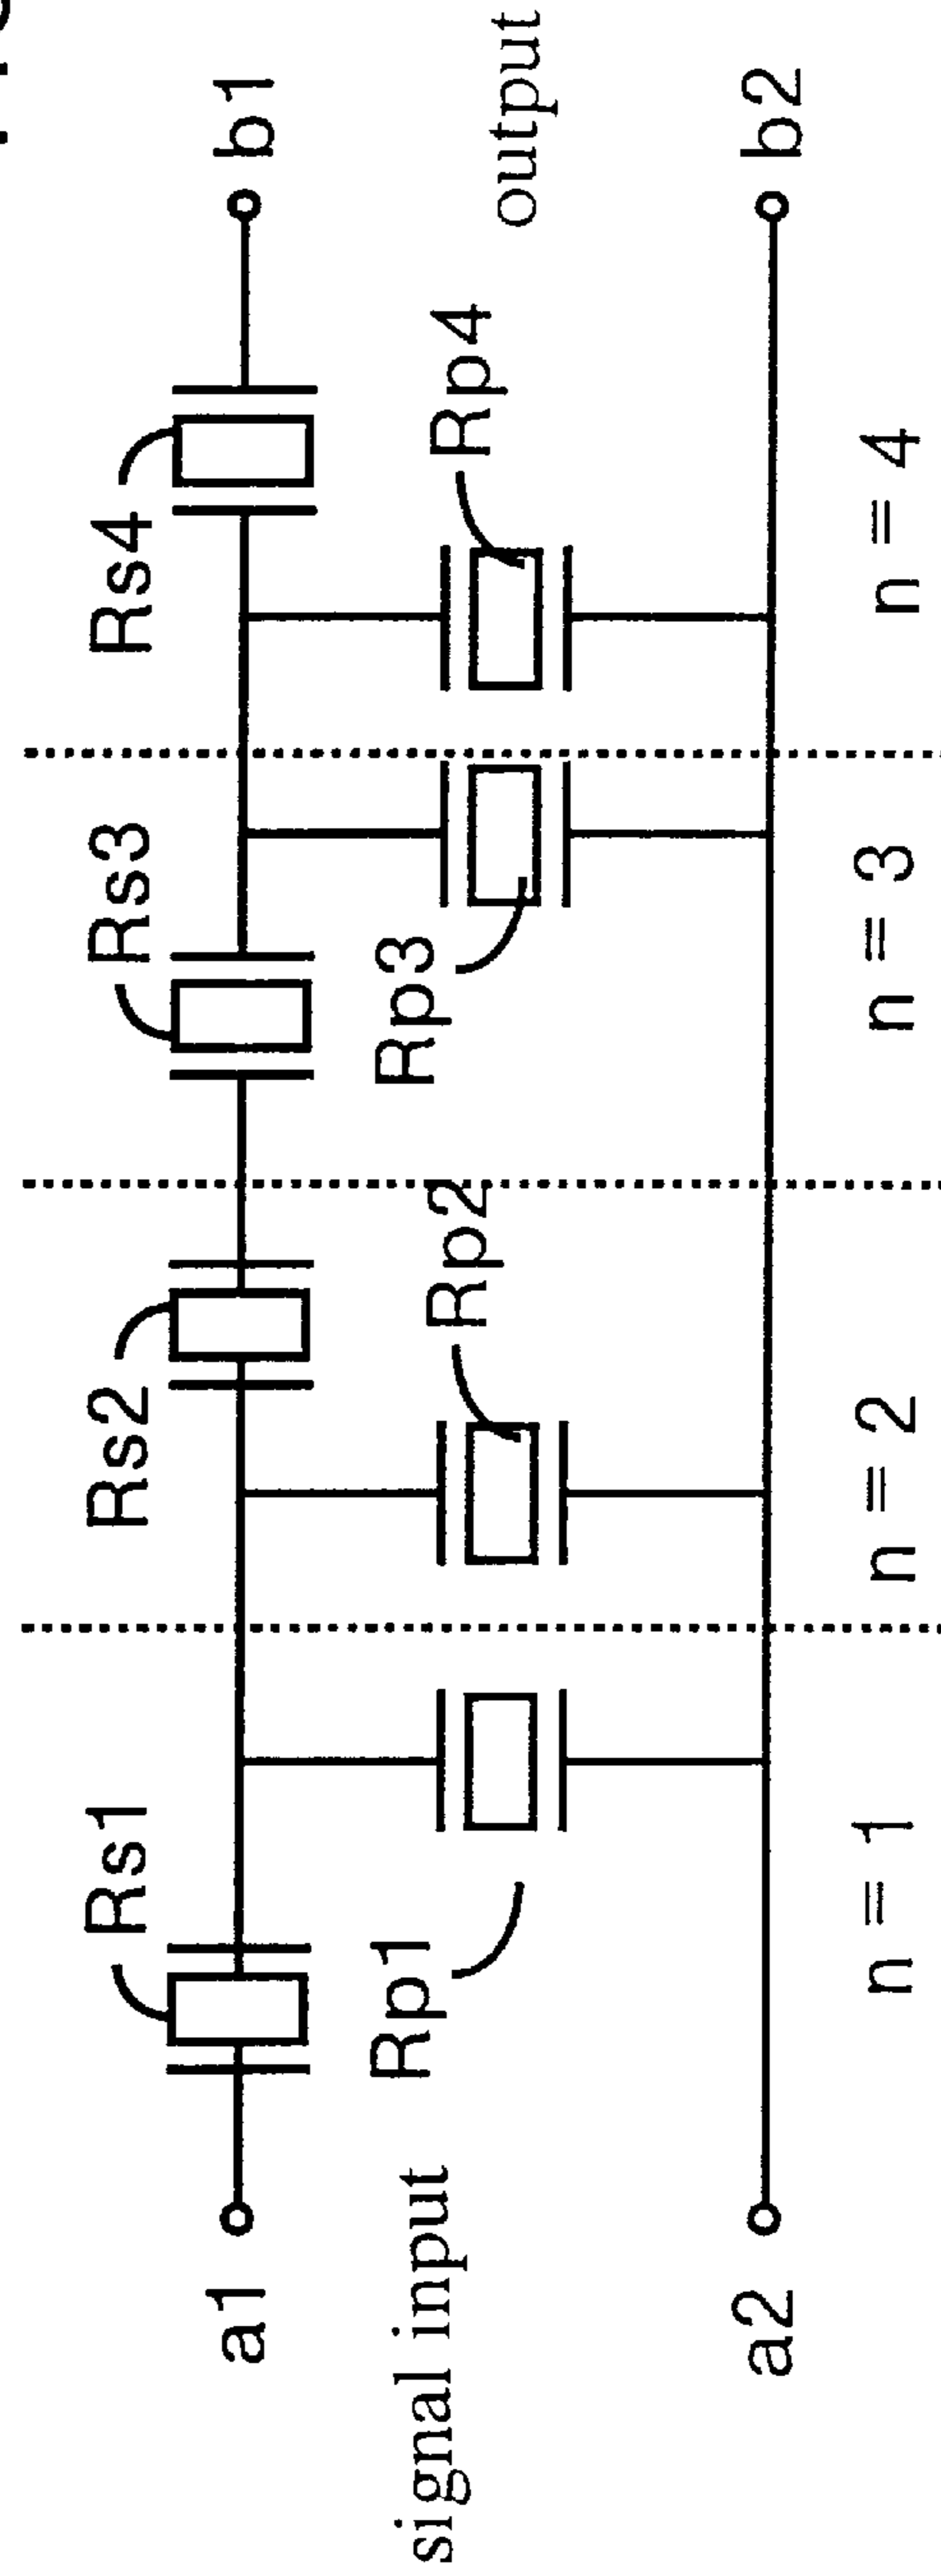 Rs1
Rs2
Rs3
Rs4
a1
b1
signal input
Rp1
Rp2
Rp3
Rp4
output
a2
b2
n = 1
n = 2
n = 3
n = 4